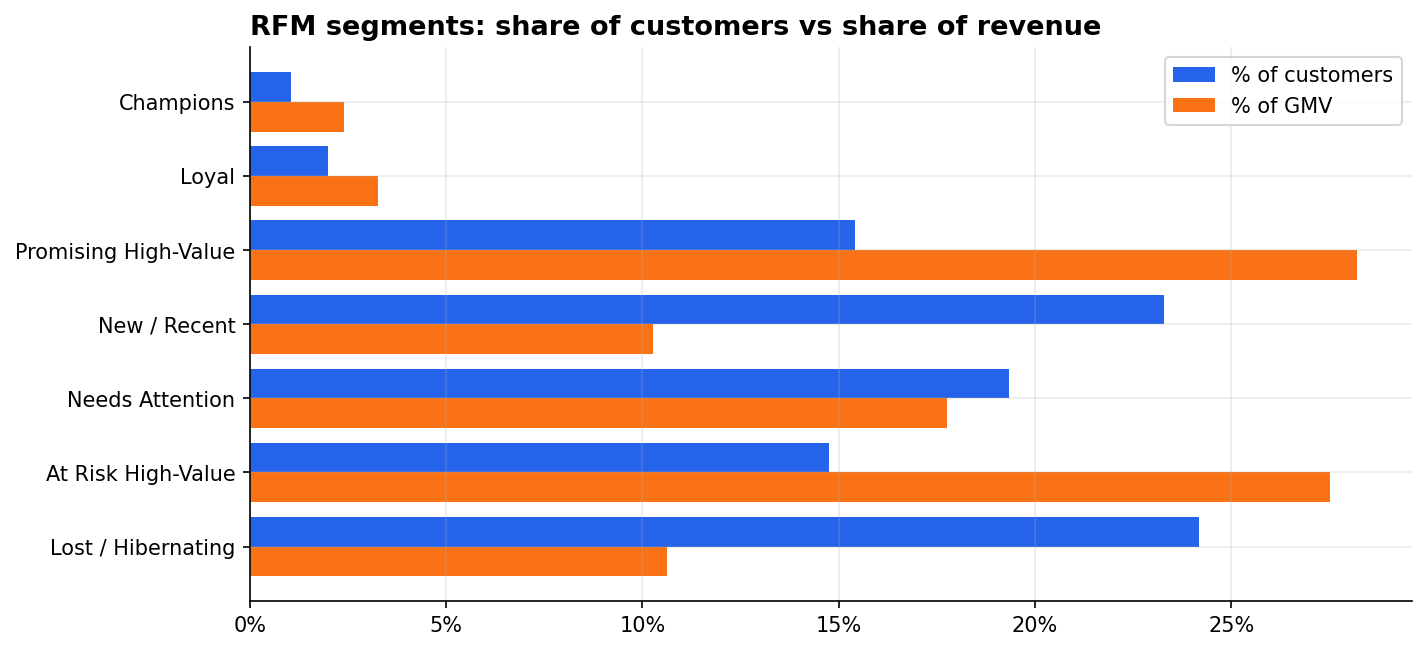 RFM segments: share of customers vs share of revenue
% of customers
% of GMV
Champions
Loyal
Promising High-Value
New / Recent
Needs Attention
At Risk High-Value
Lost / Hibernating
0% 5% 10% 15% 20% 25%